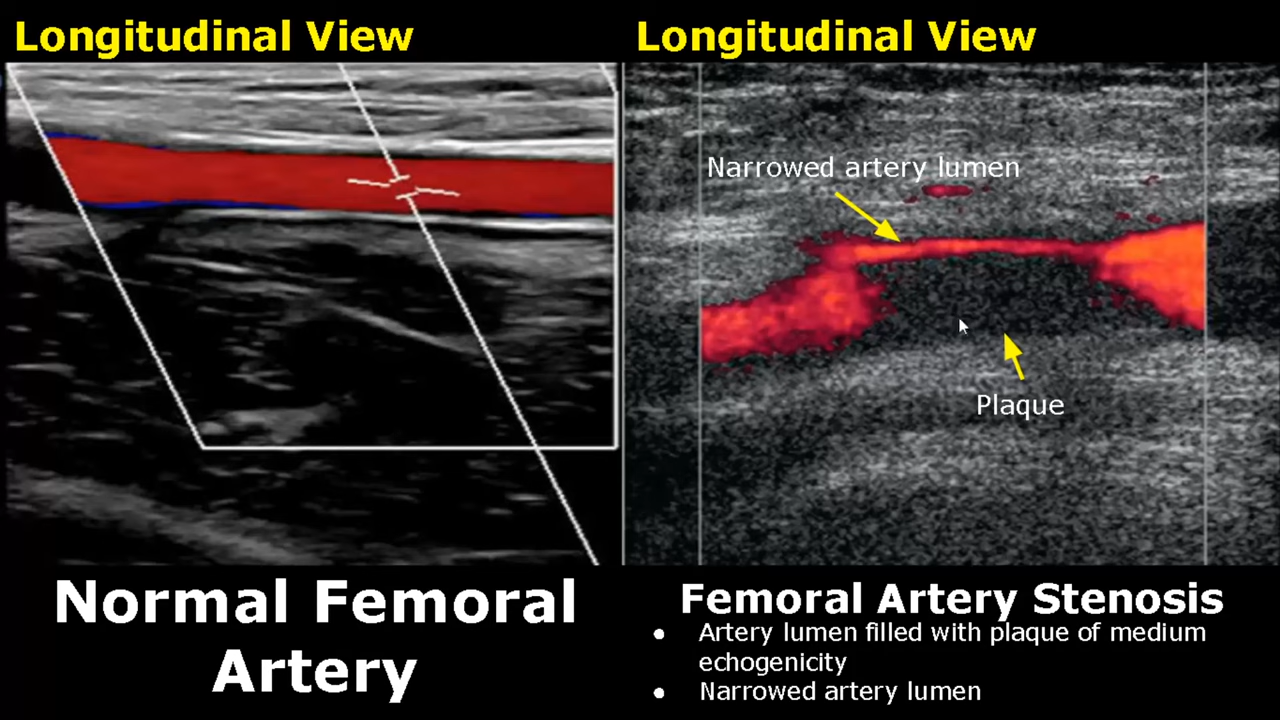 Longitudinal View
Normal Femoral
Artery
Longitudinal View
Narrowed artery lumen
Plaque
Femoral Artery Stenosis
• Artery lumen filled with plaque of medium
echogenicity
• Narrowed artery lumen